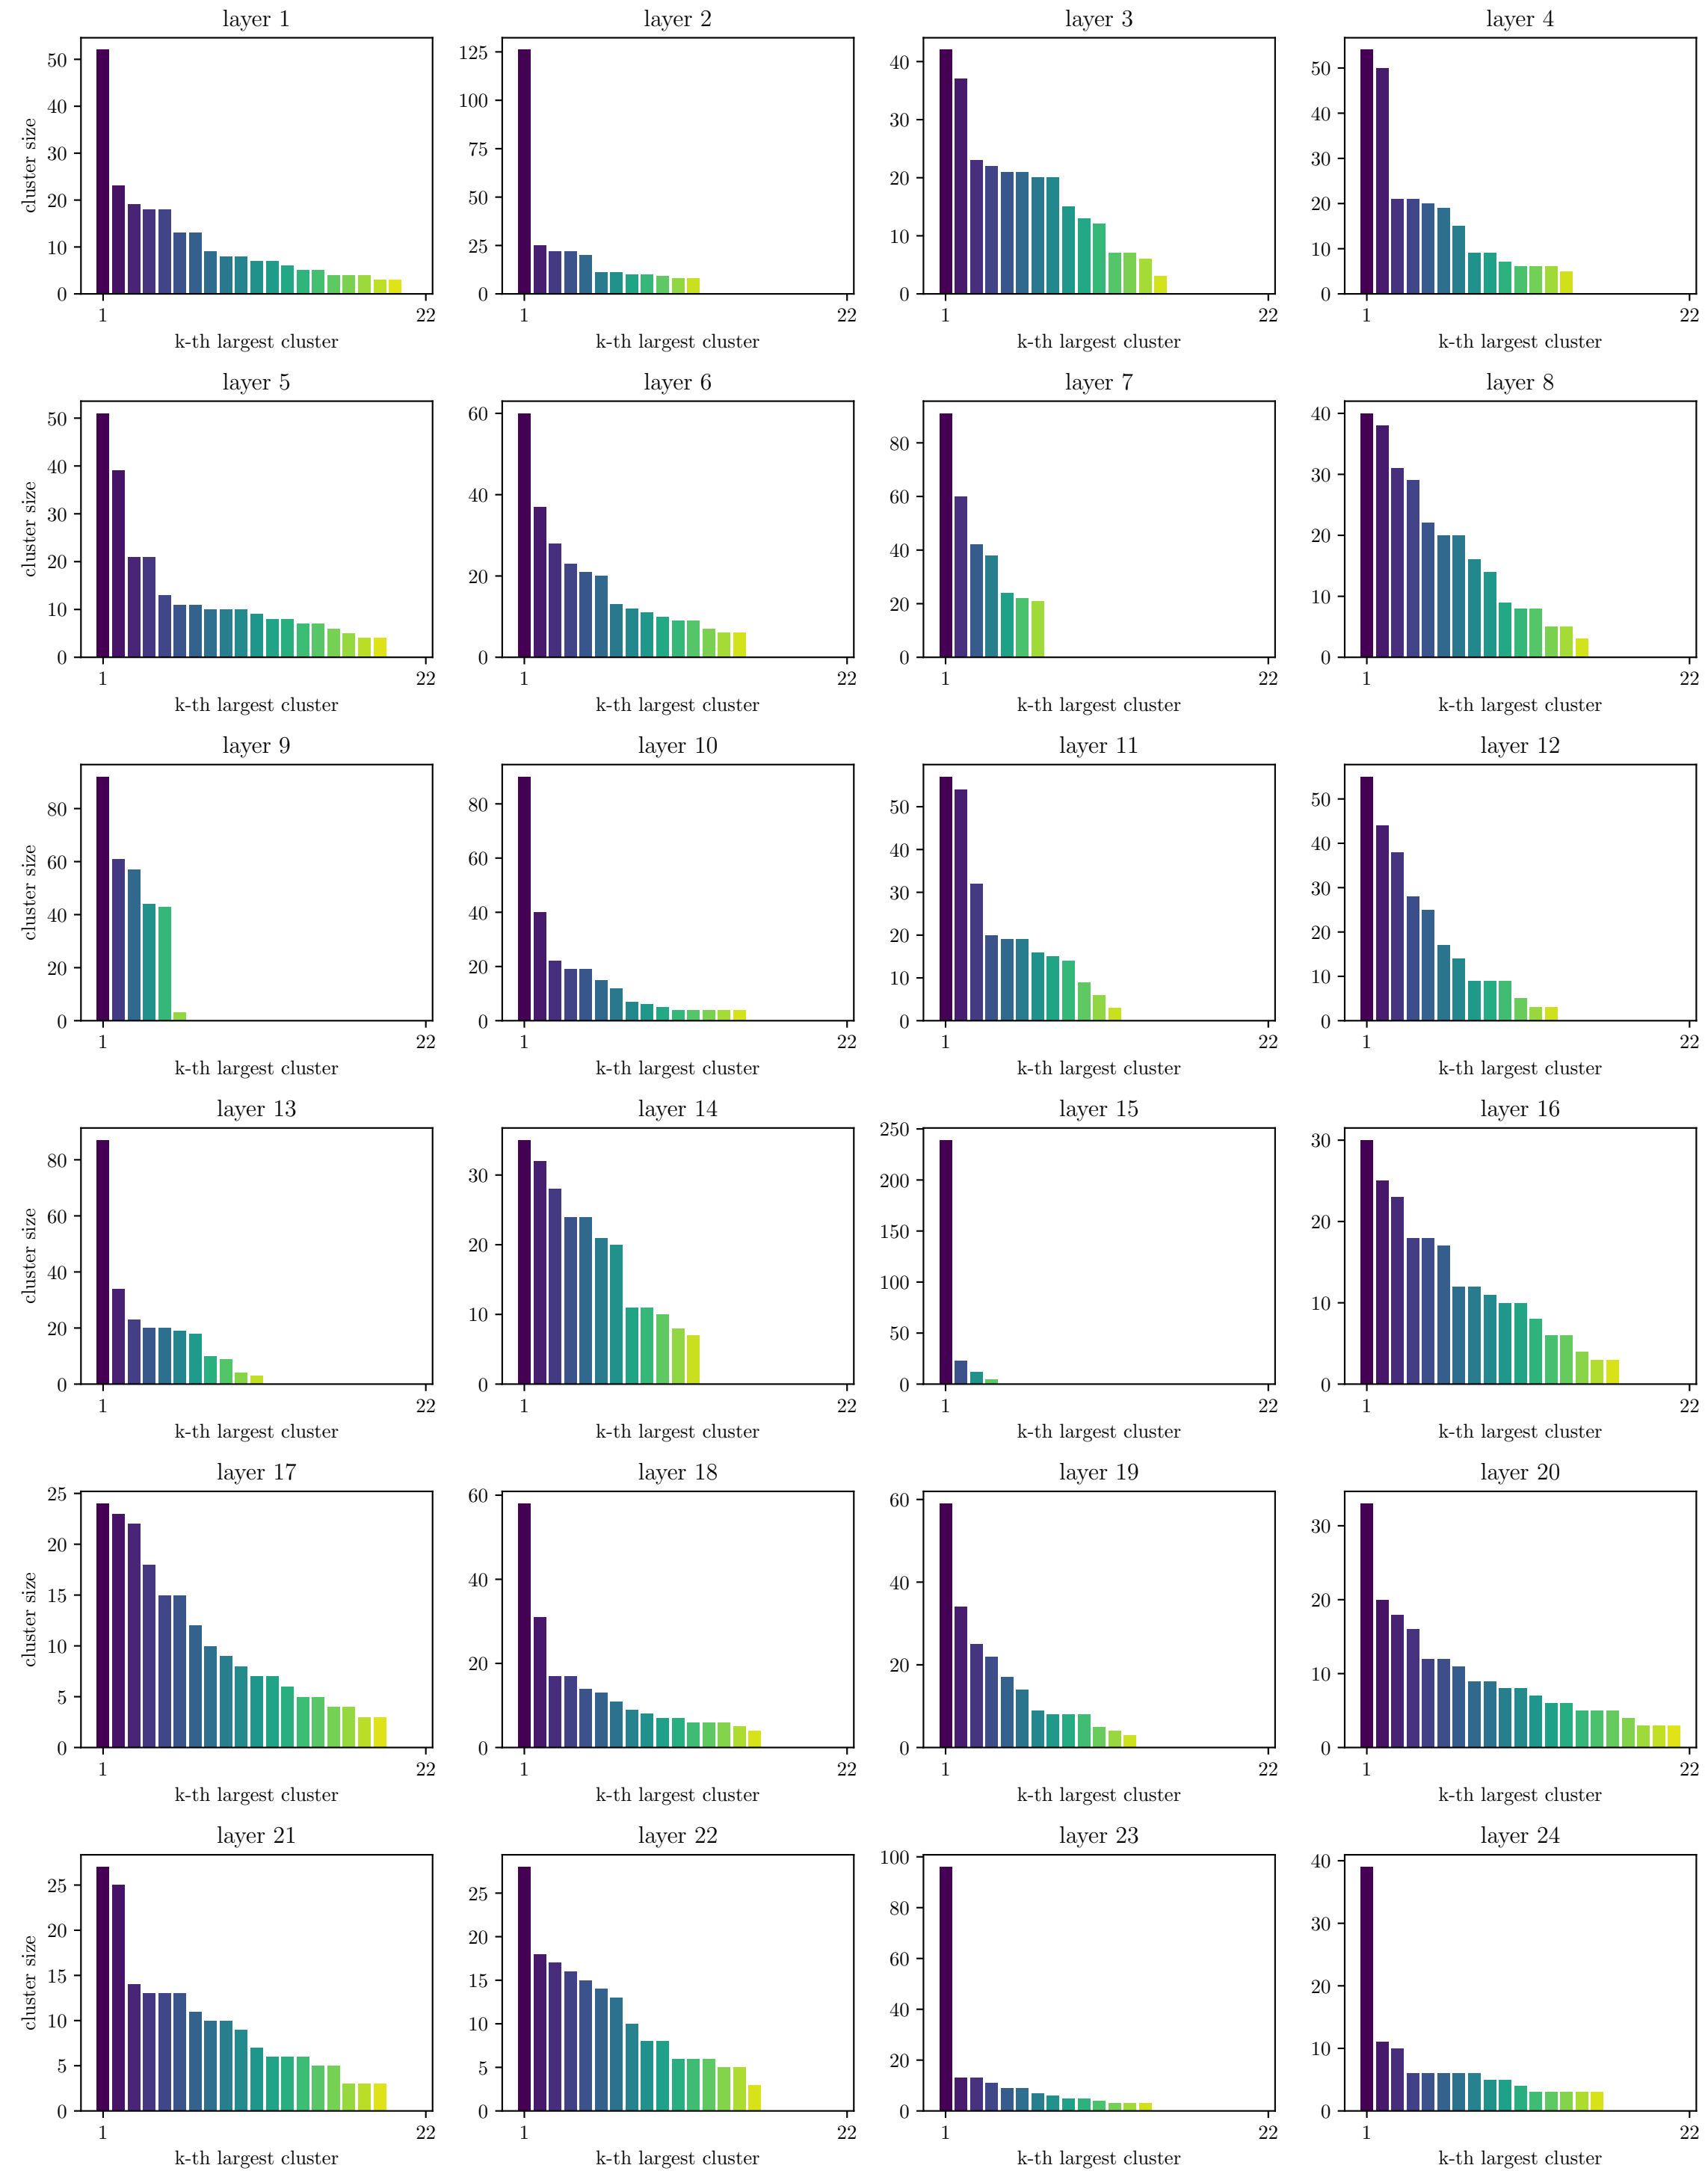 layer 1 layer 2 layer 3 layer 4
cluster size
50 40 30 20 10 0
125 100 75 50 25 0
40 30 20 10 0
50 40 30 20 10 0
1 22 1 22 1 22 1 22
k-th largest cluster k-th largest cluster k-th largest cluster k-th largest cluster
layer 5 layer 6 layer 7 layer 8
cluster size
50 40 30 20 10 0
60 40 20 0
80 60 40 20 0
40 30 20 10 0
1 22 1 22 1 22 1 22
k-th largest cluster k-th largest cluster k-th largest cluster k-th largest cluster
layer 9 layer 10 layer 11 layer 12
cluster size
80 60 40 20 0
80 60 40 20 0
50 40 30 20 10 0
50 40 30 20 10 0
1 22 1 22 1 22 1 22
k-th largest cluster k-th largest cluster k-th largest cluster k-th largest cluster
layer 13 layer 14 layer 15 layer 16
cluster size
80 60 40 20 0
30 20 10 0
250 200 150 100 50 0
30 20 10 0
1 22 1 22 1 22 1 22
k-th largest cluster k-th largest cluster k-th largest cluster k-th largest cluster
layer 17 layer 18 layer 19 layer 20
cluster size
25 20 15 10 5 0
60 40 20 0
60 40 20 0
30 20 10 0
1 22 1 22 1 22 1 22
k-th largest cluster k-th largest cluster k-th largest cluster k-th largest cluster
layer 21 layer 22 layer 23 layer 24
cluster size
25 20 15 10 5 0
25 20 15 10 5 0
100 80 60 40 20 0
40 30 20 10 0
1 22 1 22 1 22 1 22
k-th largest cluster k-th largest cluster k-th largest cluster k-th largest cluster